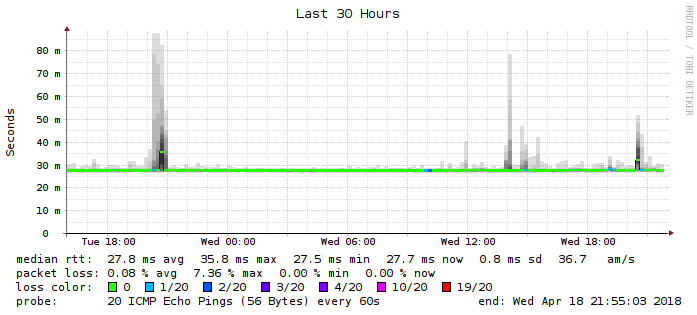 Last 30 Hours
RRDTOOL / TOBI OETIKER
Seconds
80 m
70 m
60 m
50 m
40 m
30 m
20 m
10 m
0
Tue 18:00 Wed 00:00 Wed 06:00 Wed 12:00 Wed 18:00
median rtt: 27.8 ms avg 35.8 ms max 27.5 ms min 27.7 ms now 0.8 ms sd 36.7 am/s
packet loss: 0.08 % avg 7.36 % max 0.00 % min 0.00 % now
loss color: 0 1/20 2/20 3/20 4/20 10/20 19/20
probe: 20 ICMP Echo Pings (56 Bytes) every 60s end: Wed Apr 18 21:55:03 2018